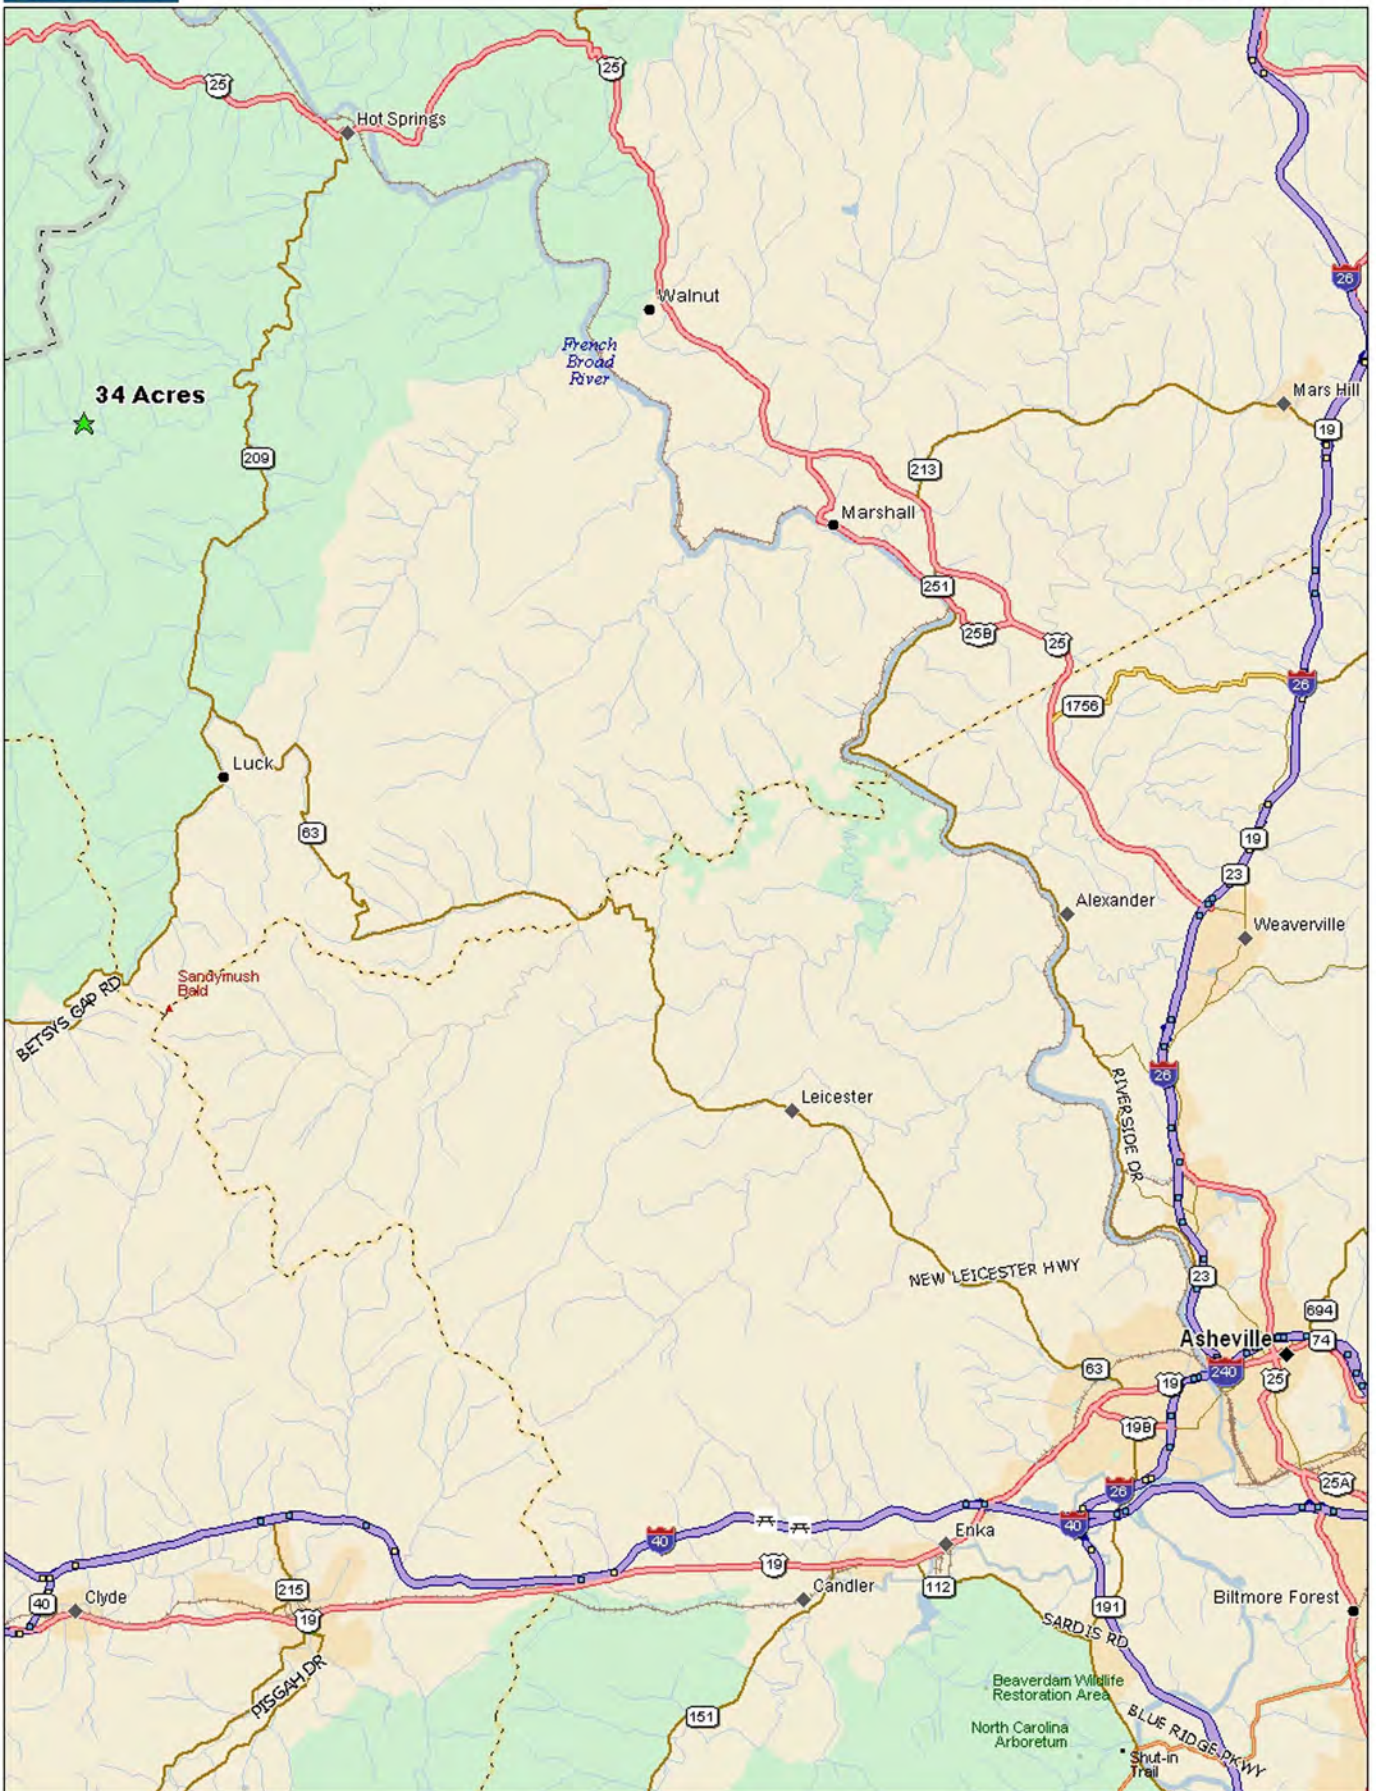 25
25
Hot Springs
26
Walnut
French
Broad
River
34 Acres
Mars Hill
19
209
213
Marshall
251
25B
25
26
1756
Luck
63
19
23
Alexander
Weaverville
Sandymush
Bald
BETSYS GAP RD
26
RIVERSIDE DR
Leicester
NEW LEICESTER HWY
23
694
Asheville
74
63
240
19
25
19B
26
25A
40
40
Enka
19
Clyde
40
215
19
Candler
112
191
Biltmore Forest
SARDIS RD
PISGAH DR
Beaverdam Wildlife
Restoration Area
151
North Carolina
Arboretum
BLUE RIDGE PKWY
Shut-in
Trail